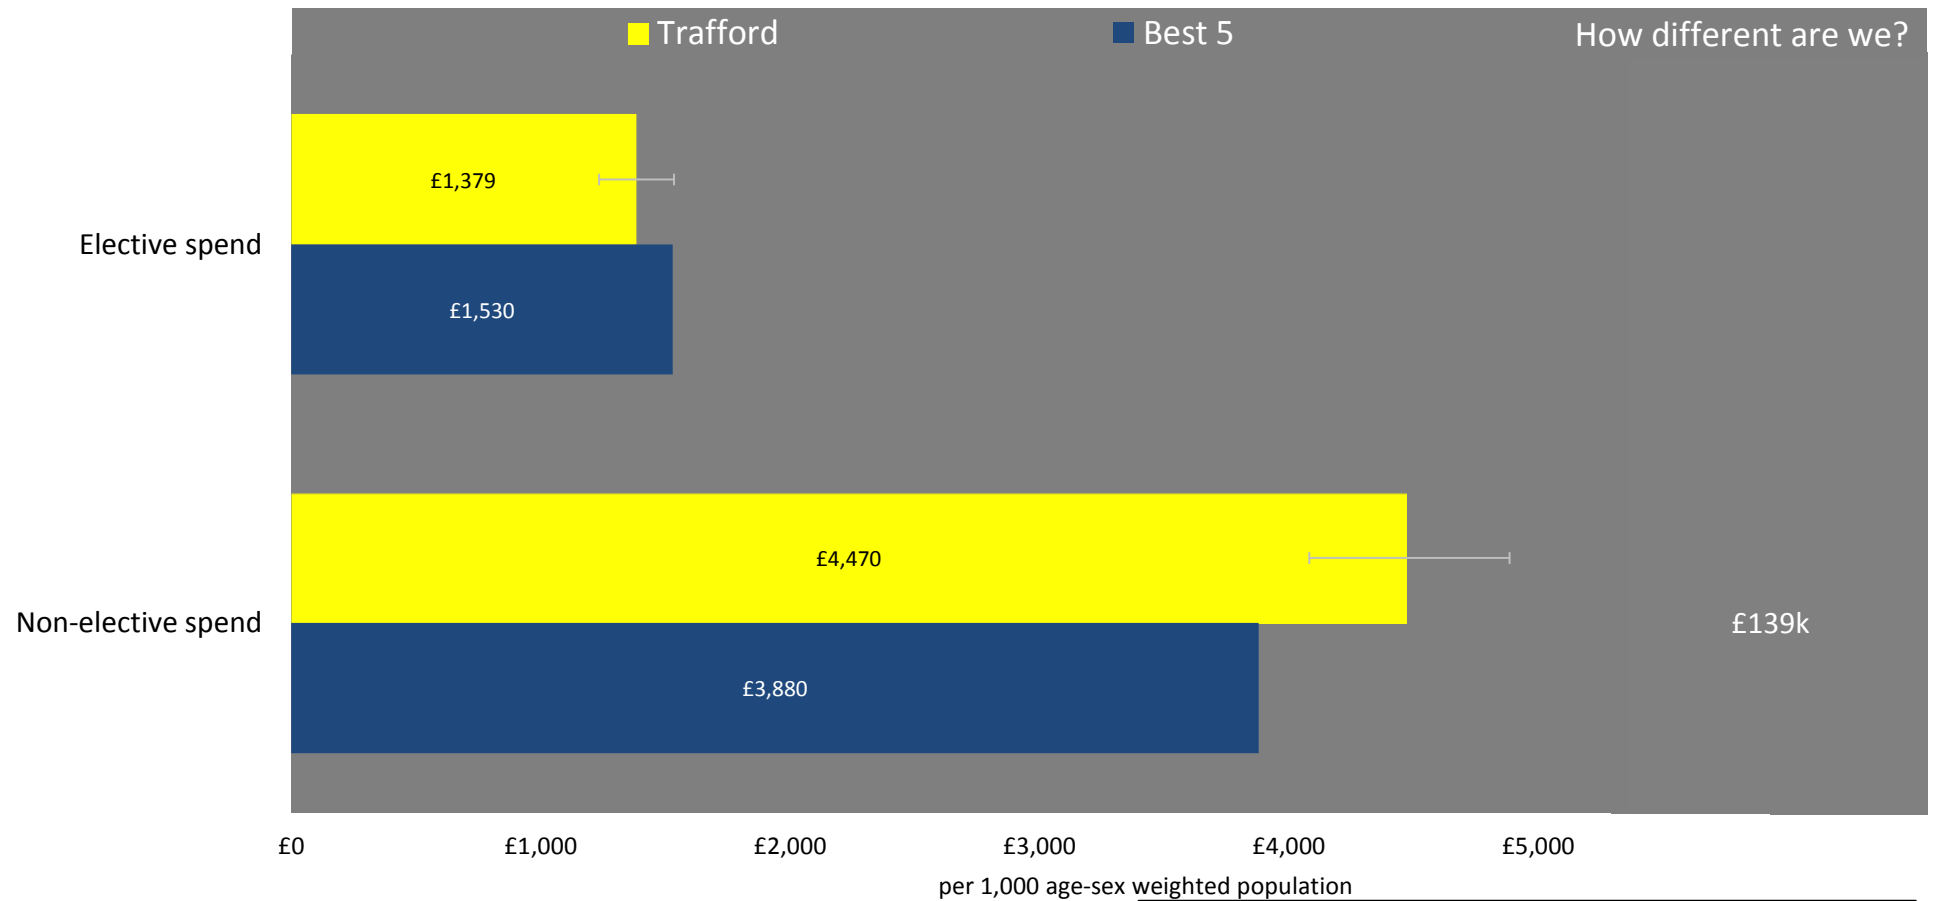 Trafford
Best 5
How different are we?
Elective spend
£1,379
£1,530
Non-elective spend
£4,470
£3,880
£139k
£0
£1,000
£2,000
£3,000
£4,000
£5,000
per 1,000 age-sex weighted population